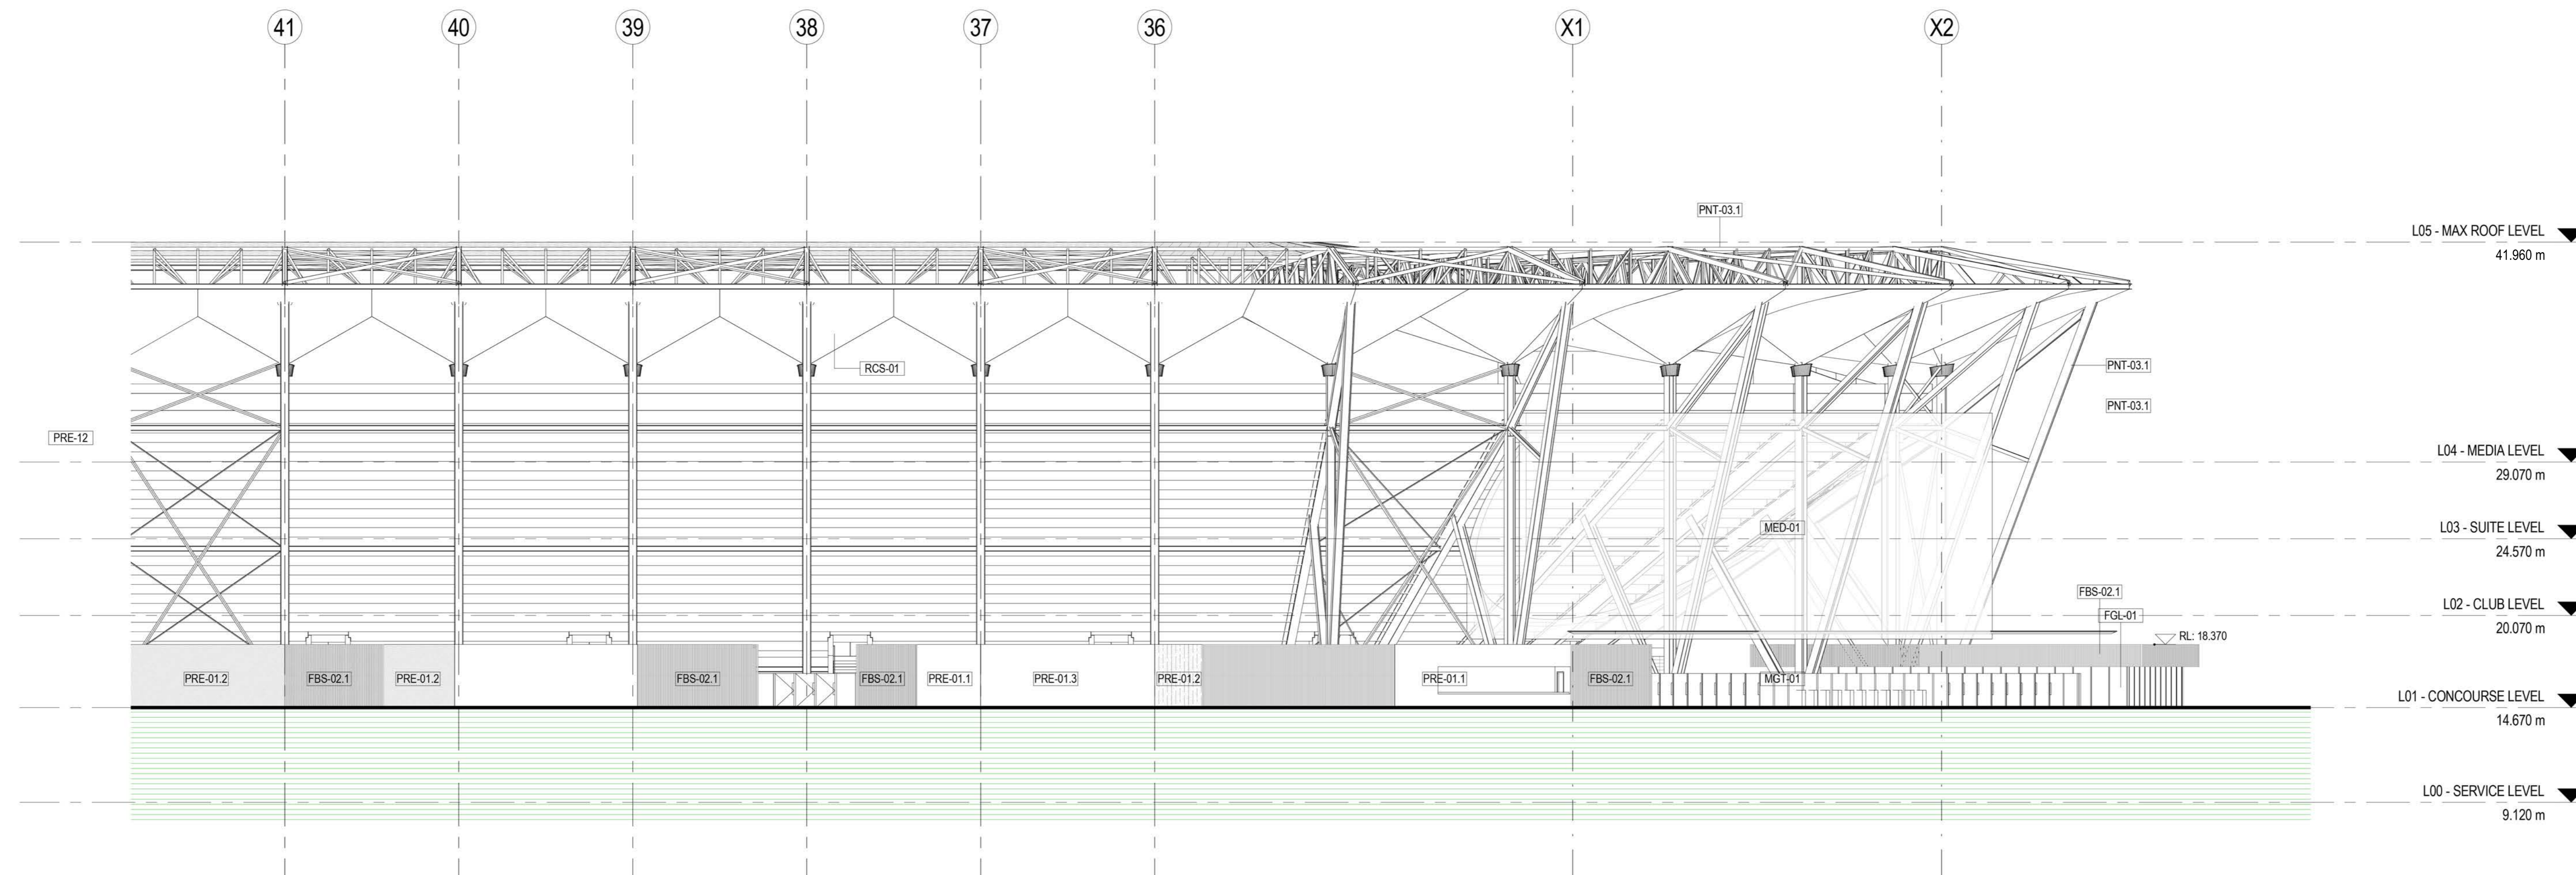 41
40
39
38
37
36
X1
X2
PNT-03.1
L05 - MAX ROOF LEVEL
41.960 m
RCS-01
PNT-03.1
PNT-03.1
PRE-12
L04 - MEDIA LEVEL
29.070 m
MED-01
L03 - SUITE LEVEL
24.570 m
FBS-02.1
L02 - CLUB LEVEL
20.070 m
FGL-01
RL: 18.370
PRE-01.2
FBS-02.1
PRE-01.2
FBS-02.1
FBS-02.1
PRE-01.1
PRE-01.3
PRE-01.2
PRE-01.1
FBS-02.1
MGT-01
L01 - CONCOURSE LEVEL
14.670 m
L00 - SERVICE LEVEL
9.120 m